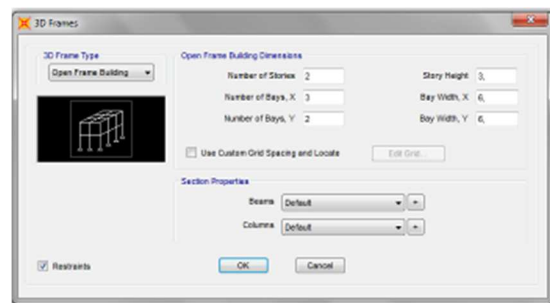 3D Frames
3D Frame Type
Open Frame Building
Open Frame Building Dimensions
Number of Stories 2
Story Height 3,
Number of Bays, X 3
Bay Width, X 6,
Number of Bays, Y 2
Bay Width, Y 6,
Use Custom Grid Spacing and Locate
Edit Grid...
Section Properties
Beams Default +
Columns Default +
Restraints
OK
Cancel